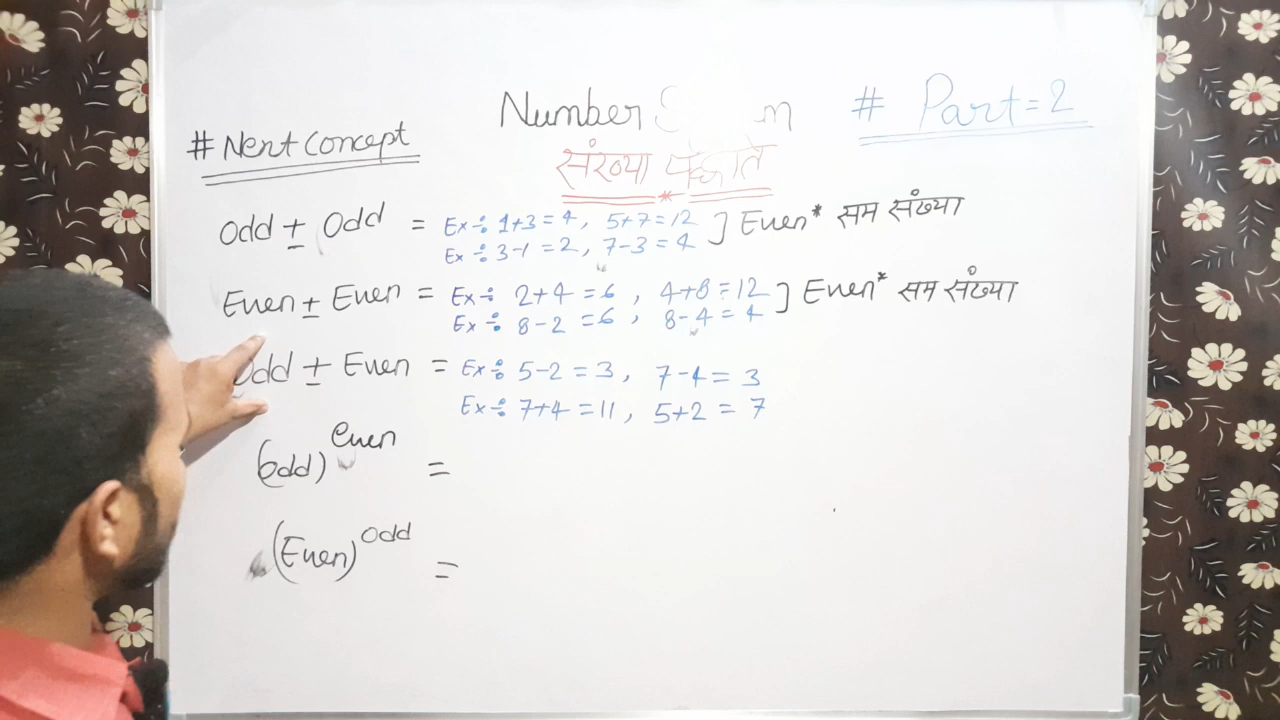 Number
# Part=2
# Next Concept
संख्या
Odd ± Odd = Ex÷ 1+3=4, 5+7=12 ] Even* सम संख्या
Ex÷ 3-1=2, 7-3=4
Even ± Even = Ex÷ 2+4=6, 4+8=12 ] Even* सम संख्या
Ex÷ 8-2=6, 8-4=4
Odd ± Even = Ex÷ 5-2=3, 7-4=3
Ex÷ 7+4=11, 5+2=7
(odd)^even =
(Even)^odd =